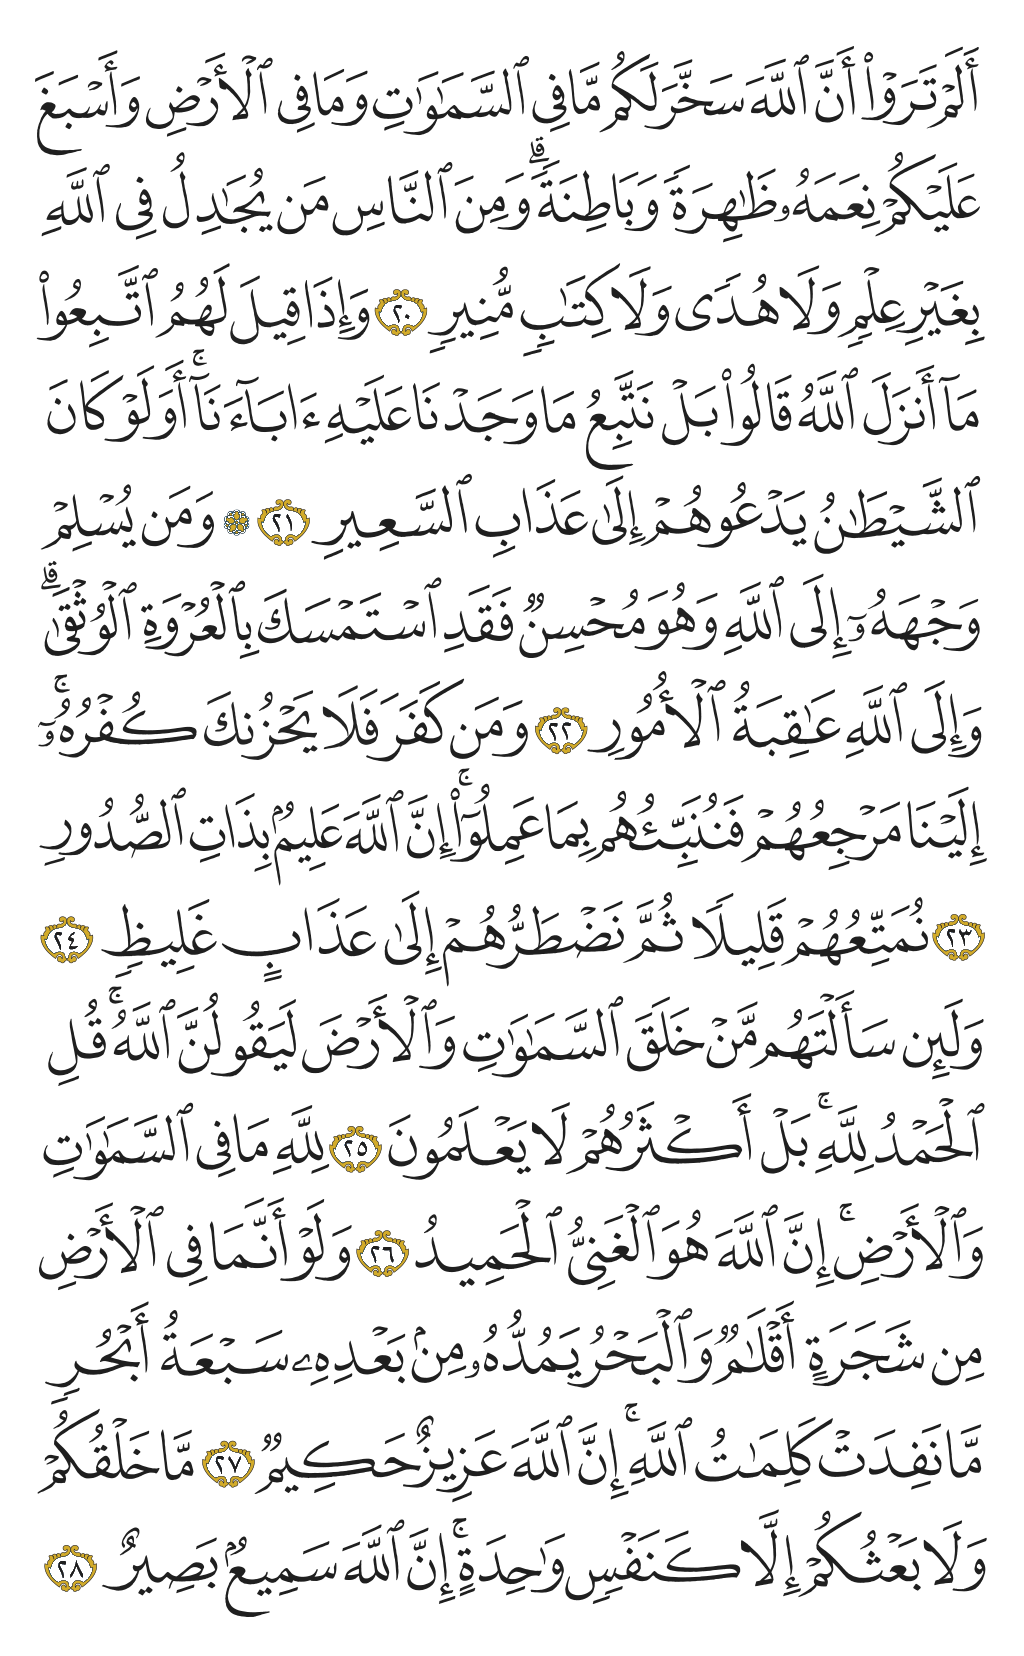 أَلَمۡ تَرَوۡاْ أَنَّ ٱللَّهَ سَخَّرَ لَكُم مَّا فِي ٱلسَّمَٰوَٰتِ وَمَا فِي ٱلۡأَرۡضِ وَأَسۡبَغَ
عَلَيۡكُمۡ نِعَمَهُۥ ظَٰهِرَةٗ وَبَاطِنَةٗۗ وَمِنَ ٱلنَّاسِ مَن يُجَٰدِلُ فِي ٱللَّهِ
بِغَيۡرِ عِلۡمٖ وَلَا هُدٗى وَلَا كِتَٰبٖ مُّنِيرٖ ٢٠ وَإِذَا قِيلَ لَهُمُ ٱتَّبِعُواْ
مَآ أَنزَلَ ٱللَّهُ قَالُواْ بَلۡ نَتَّبِعُ مَا وَجَدۡنَا عَلَيۡهِ ءَابَآءَنَآۚ أَوَلَوۡ كَانَ
ٱلشَّيۡطَٰنُ يَدۡعُوهُمۡ إِلَىٰ عَذَابِ ٱلسَّعِيرِ ٢١ ۞ وَمَن يُسۡلِمۡ
وَجۡهَهُۥٓ إِلَى ٱللَّهِ وَهُوَ مُحۡسِنٞ فَقَدِ ٱسۡتَمۡسَكَ بِٱلۡعُرۡوَةِ ٱلۡوُثۡقَىٰۗ
وَإِلَى ٱللَّهِ عَٰقِبَةُ ٱلۡأُمُورِ ٢٢ وَمَن كَفَرَ فَلَا يَحۡزُنكَ كُفۡرُهُۥٓۚ
إِلَيۡنَا مَرۡجِعُهُمۡ فَنُنَبِّئُهُم بِمَا عَمِلُوٓاْۚ إِنَّ ٱللَّهَ عَلِيمُۢ بِذَاتِ ٱلصُّدُورِ
٢٣ نُمَتِّعُهُمۡ قَلِيلٗا ثُمَّ نَضۡطَرُّهُمۡ إِلَىٰ عَذَابٍ غَلِيظٖ ٢٤
وَلَئِن سَأَلۡتَهُم مَّنۡ خَلَقَ ٱلسَّمَٰوَٰتِ وَٱلۡأَرۡضَ لَيَقُولُنَّ ٱللَّهُۚ قُلِ
ٱلۡحَمۡدُ لِلَّهِۚ بَلۡ أَكۡثَرُهُمۡ لَا يَعۡلَمُونَ ٢٥ لِلَّهِ مَا فِي ٱلسَّمَٰوَٰتِ
وَٱلۡأَرۡضِۚ إِنَّ ٱللَّهَ هُوَ ٱلۡغَنِيُّ ٱلۡحَمِيدُ ٢٦ وَلَوۡ أَنَّمَا فِي ٱلۡأَرۡضِ
مِن شَجَرَةٍ أَقۡلَٰمٞ وَٱلۡبَحۡرُ يَمُدُّهُۥ مِنۢ بَعۡدِهِۦ سَبۡعَةُ أَبۡحُرٖ
مَّا نَفِدَتۡ كَلِمَٰتُ ٱللَّهِۚ إِنَّ ٱللَّهَ عَزِيزٌ حَكِيمٞ ٢٧ مَّا خَلۡقُكُمۡ
وَلَا بَعۡثُكُمۡ إِلَّا كَنَفۡسٖ وَٰحِدَةٍۚ إِنَّ ٱللَّهَ سَمِيعُۢ بَصِيرٌ ٢٨